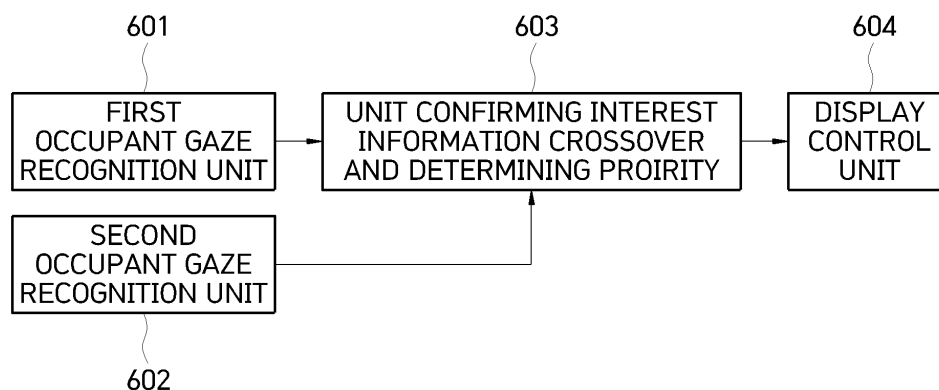 601
603
604
FIRST
OCCUPANT GAZE
RECOGNITION UNIT
UNIT CONFIRMING INTEREST
INFORMATION CROSSOVER
AND DETERMINING PROIRITY
DISPLAY
CONTROL
UNIT
SECOND
OCCUPANT GAZE
RECOGNITION UNIT
602